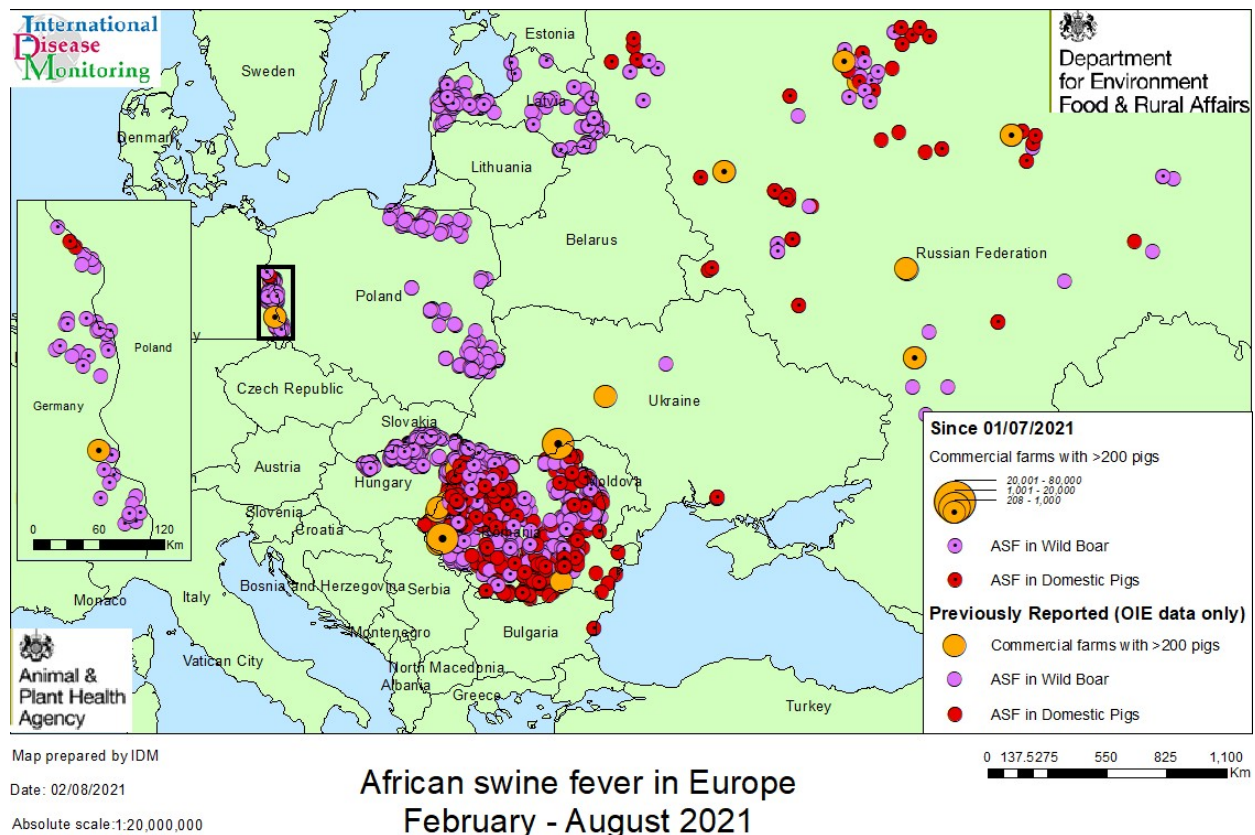 International
Disease
Monitoring
Department
for Environment
Food & Rural Affairs
Estonia
Sweden
Latvia
Denmark
Lithuania
Belarus
Russian Federation
Poland
Poland
Germany
Czech Republic
Ukraine
Slovakia
Austria
Hungary
Moldova
Slovenia
Croatia
Romania
Bosnia and Herzegovina
Serbia
Monaco
Italy
Montenegro
Bulgaria
Vatican City
North Macedonia
Albania
Greece
Turkey
0 60 120
Km
Animal &
Plant Health
Agency
Since 01/07/2021
Commercial farms with >200 pigs
20,001 - 80,000
1,001 - 20,000
208 - 1,000
ASF in Wild Boar
ASF in Domestic Pigs
Previously Reported (OIE data only)
Commercial farms with >200 pigs
ASF in Wild Boar
ASF in Domestic Pigs
Map prepared by IDM
Date: 02/08/2021
Absolute scale:1:20,000,000
African swine fever in Europe
February - August 2021
0 137.5275 550 825 1,100
Km